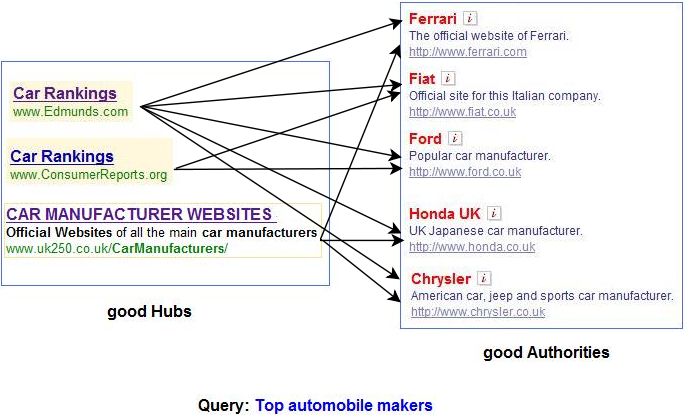 Car Rankings
www.Edmunds.com
Car Rankings
www.ConsumerReports.org
CAR MANUFACTURER WEBSITES
Official Websites of all the main car manufacturers
www.uk250.co.uk/CarManufacturers/
good Hubs
Ferrari i
The official website of Ferrari.
http://www.ferrari.com
Fiat i
Official site for this Italian company.
http://www.fiat.co.uk
Ford i
Popular car manufacturer.
http://www.ford.co.uk
Honda UK i
UK Japanese car manufacturer.
http://www.honda.co.uk
Chrysler i
American car, jeep and sports car manufacturer.
http://www.chrysler.co.uk
good Authorities
Query: Top automobile makers